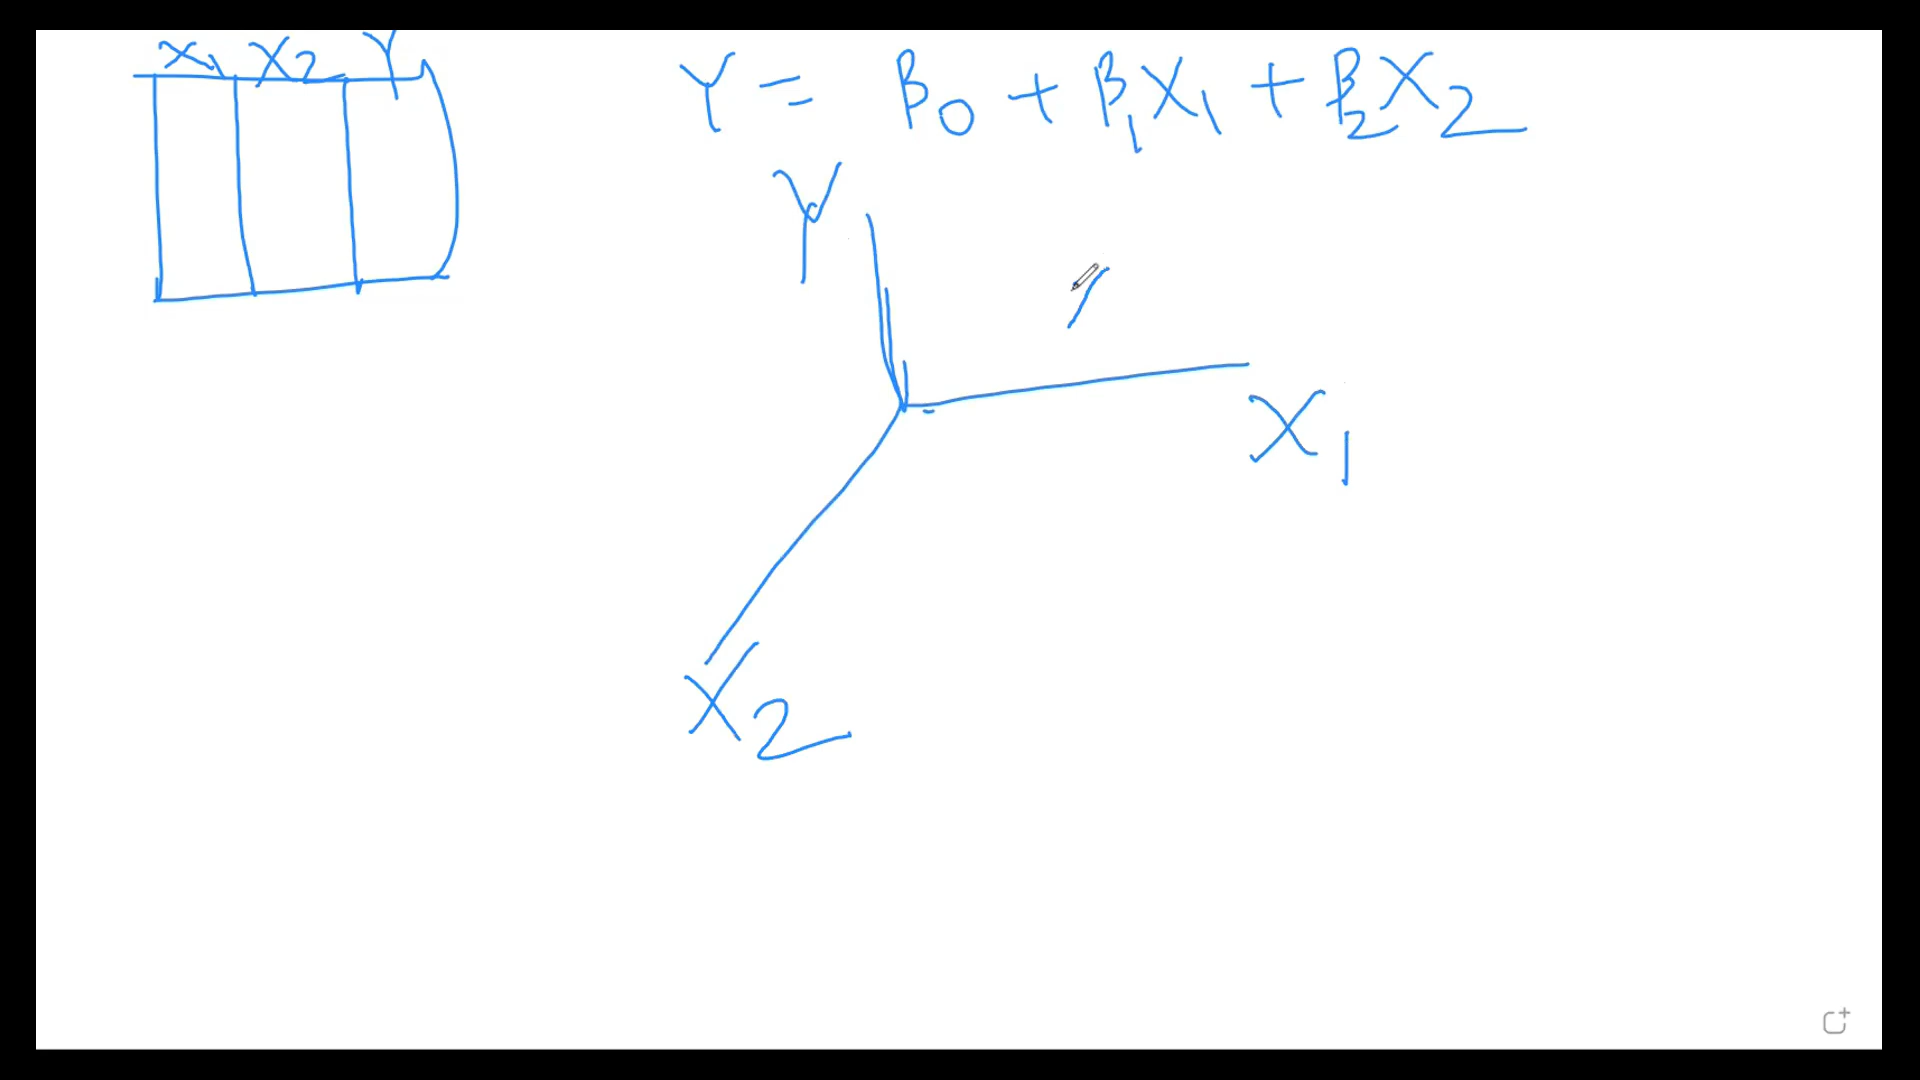 X₁ X₂ Y
Y = β₀ + β₁X₁ + β₂X₂
Y
X₁
X₂